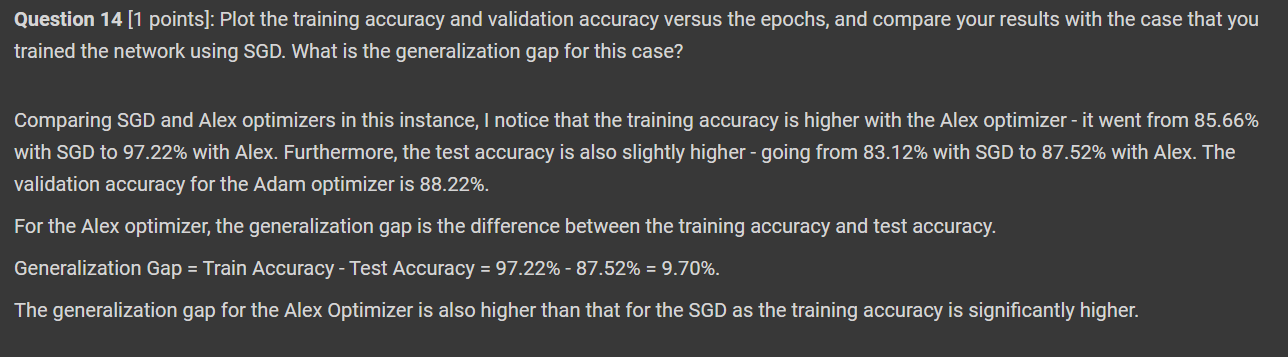 Question 14 [1 points]: Plot the training accuracy and validation accuracy versus the epochs, and compare your results with the case that you
trained the network using SGD. What is the generalization gap for this case?
Comparing SGD and Alex optimizers in this instance, I notice that the training accuracy is higher with the Alex optimizer - it went from 85.66%
with SGD to 97.22% with Alex. Furthermore, the test accuracy is also slightly higher - going from 83.12% with SGD to 87.52% with Alex. The
validation accuracy for the Adam optimizer is 88.22%.
For the Alex optimizer, the generalization gap is the difference between the training accuracy and test accuracy.
Generalization Gap = Train Accuracy - Test Accuracy = 97.22% - 87.52% = 9.70%.
The generalization gap for the Alex Optimizer is also higher than that for the SGD as the training accuracy is significantly higher.